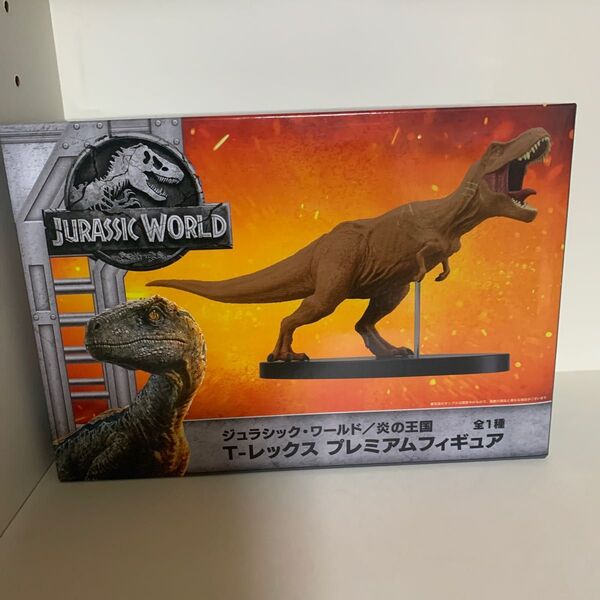 JURASSIC WORLD
ジュラシック・ワールド／炎の王国
全1種
T-レックス プレミアムフィギュア